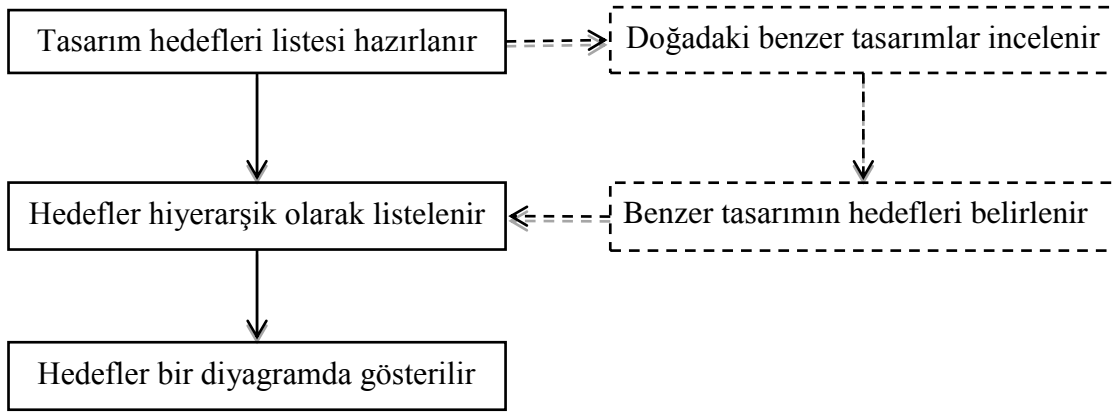 Tasarım hedefleri listesi hazırlanır
Doğadaki benzer tasarımlar incelenir
Hedefler hiyerarşik olarak listelenir
Benzer tasarımın hedefleri belirlenir
Hedefler bir diyagramda gösterilir